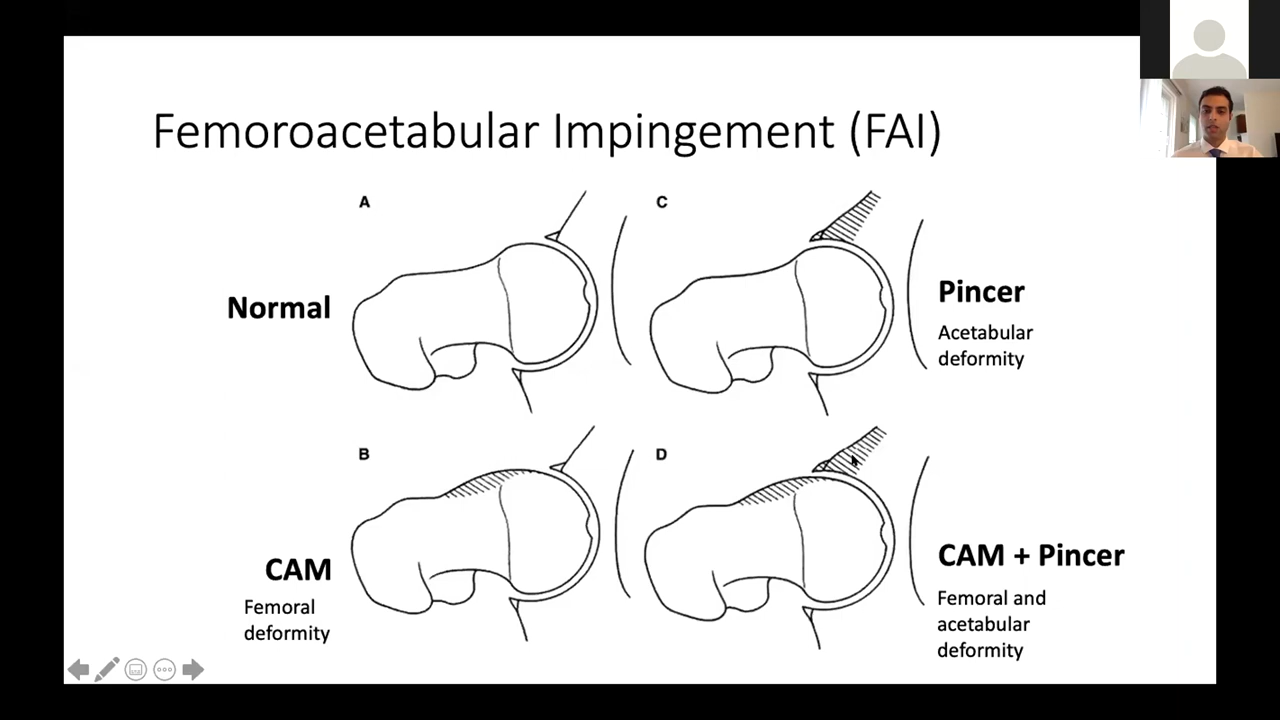 Femoroacetabular Impingement (FAI)
A
Normal
C
Pincer
Acetabular
deformity
B
CAM
Femoral
deformity
D
CAM + Pincer
Femoral and
acetabular
deformity